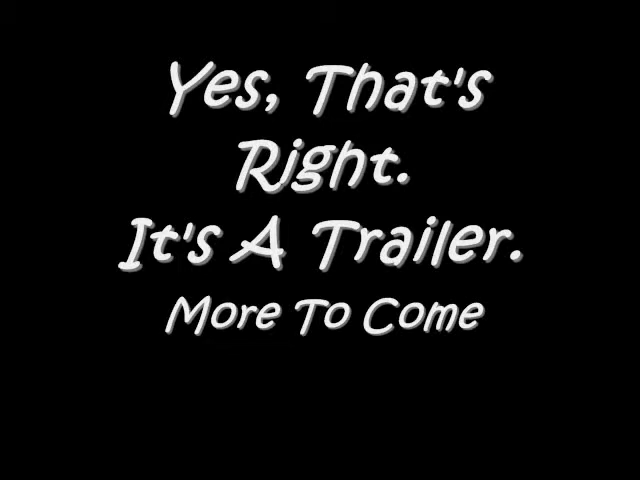 Yes, That's
Right.
It's A Trailer.
More To Come